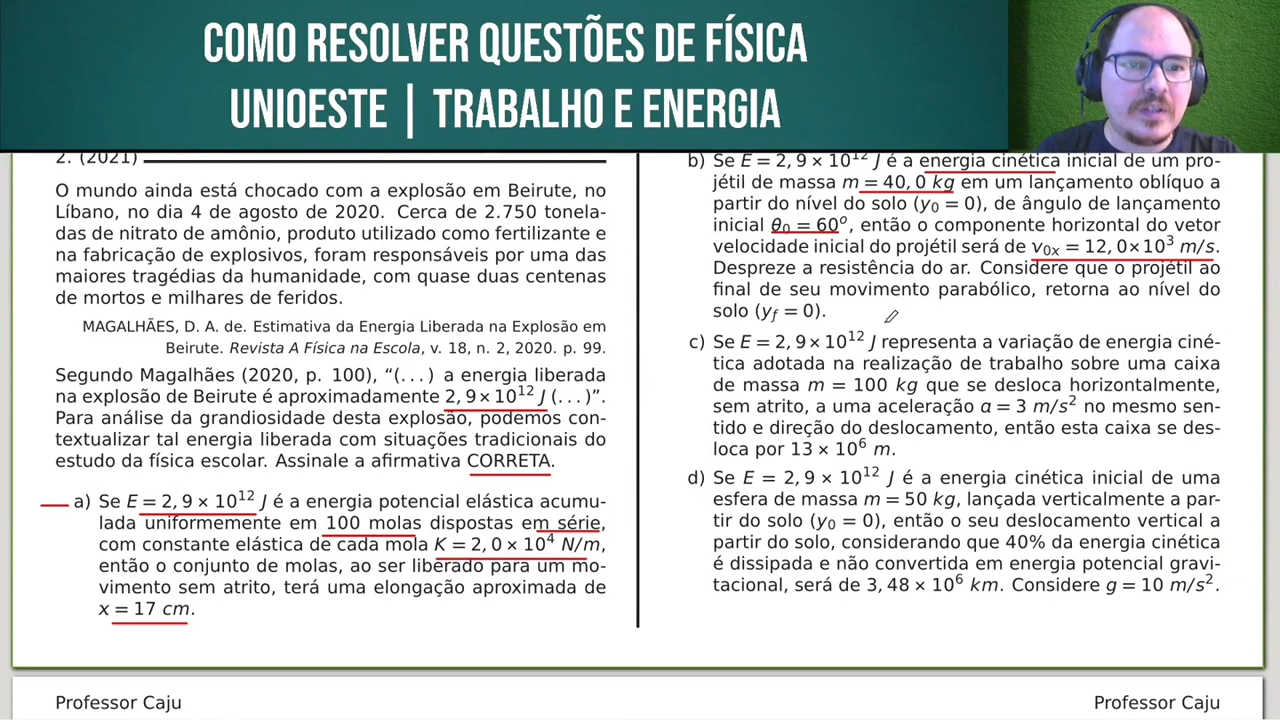 COMO RESOLVER QUESTÕES DE FÍSICA
UNIOESTE | TRABALHO E ENERGIA
2. (2021)
O mundo ainda está chocado com a explosão em Beirute, no
Líbano, no dia 4 de agosto de 2020. Cerca de 2.750 tonela-
das de nitrato de amônio, produto utilizado como fertilizante e
na fabricação de explosivos, foram responsáveis por uma das
maiores tragédias da humanidade, com quase duas centenas
de mortos e milhares de feridos.
MAGALHÃES, D. A. de. Estimativa da Energia Liberada na Explosão em
Beirute. Revista A Física na Escola, v. 18, n. 2, 2020. p. 99.
Segundo Magalhães (2020, p. 100), “(...) a energia liberada
na explosão de Beirute é aproximadamente 2, 9 × 10¹² J (...)”.
Para análise da grandiosidade desta explosão, podemos con-
textualizar tal energia liberada com situações tradicionais do
estudo da física escolar. Assinale a afirmativa CORRETA.
a) Se E = 2, 9 × 10¹² J é a energia potencial elástica acumu-
lada uniformemente em 100 molas dispostas em série,
com constante elástica de cada mola K = 2, 0 × 10⁴ N/m,
então o conjunto de molas, ao ser liberado para um mo-
vimento sem atrito, terá uma elongação aproximada de
x = 17 cm.
b) Se E = 2, 9 × 10¹² J é a energia cinética inicial de um pro-
jétil de massa m = 40, 0 kg em um lançamento oblíquo a
partir do nível do solo (y₀ = 0), de ângulo de lançamento
inicial θ₀ = 60º, então o componente horizontal do vetor
velocidade inicial do projétil será de v₀ₓ = 12, 0×10³ m/s.
Despreze a resistência do ar. Considere que o projétil ao
final de seu movimento parabólico, retorna ao nível do
solo (y_f = 0).
c) Se E = 2, 9 × 10¹² J representa a variação de energia ciné-
tica adotada na realização de trabalho sobre uma caixa
de massa m = 100 kg que se desloca horizontalmente,
sem atrito, a uma aceleração a = 3 m/s² no mesmo sen-
tido e direção do deslocamento, então esta caixa se des-
loca por 13 × 10⁶ m.
d) Se E = 2, 9 × 10¹² J é a energia cinética inicial de uma
esfera de massa m = 50 kg, lançada verticalmente a par-
tir do solo (y₀ = 0), então o seu deslocamento vertical a
partir do solo, considerando que 40% da energia cinética
é dissipada e não convertida em energia potencial gravi-
tacional, será de 3, 48 × 10⁶ km. Considere g = 10 m/s².
Professor Caju
Professor Caju